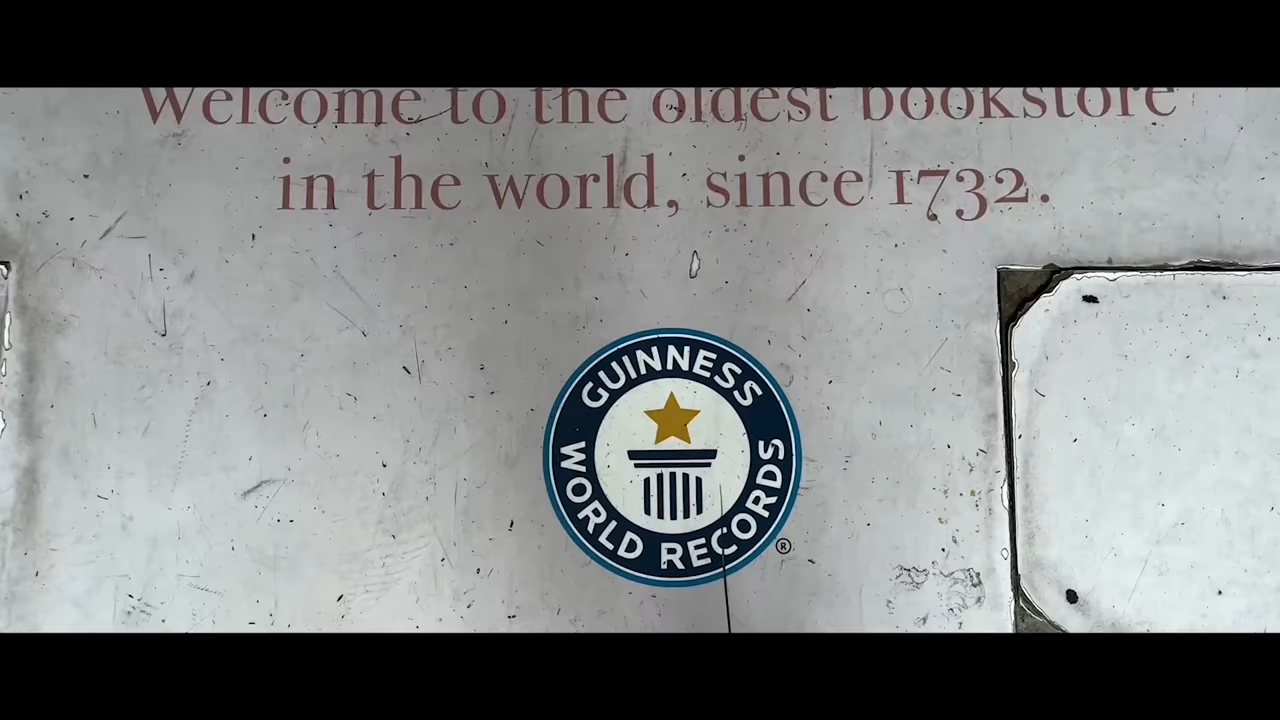 Welcome to the oldest bookstore
in the world, since 1732.
GUINNESS
WORLD RECORDS
®